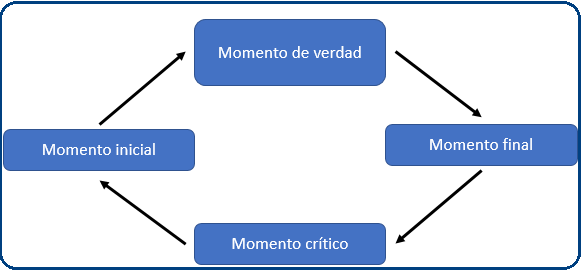 Momento de verdad
Momento inicial
Momento final
Momento crítico